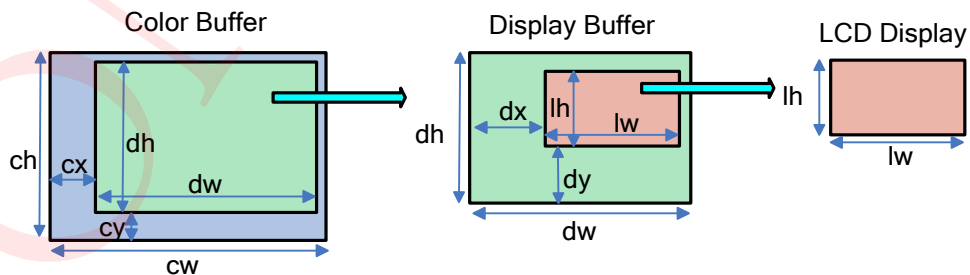 Color Buffer
Display Buffer
LCD Display
ch
cx
dh
dw
cy
cw
dh
dx
lh
lw
dy
dw
lh
lw